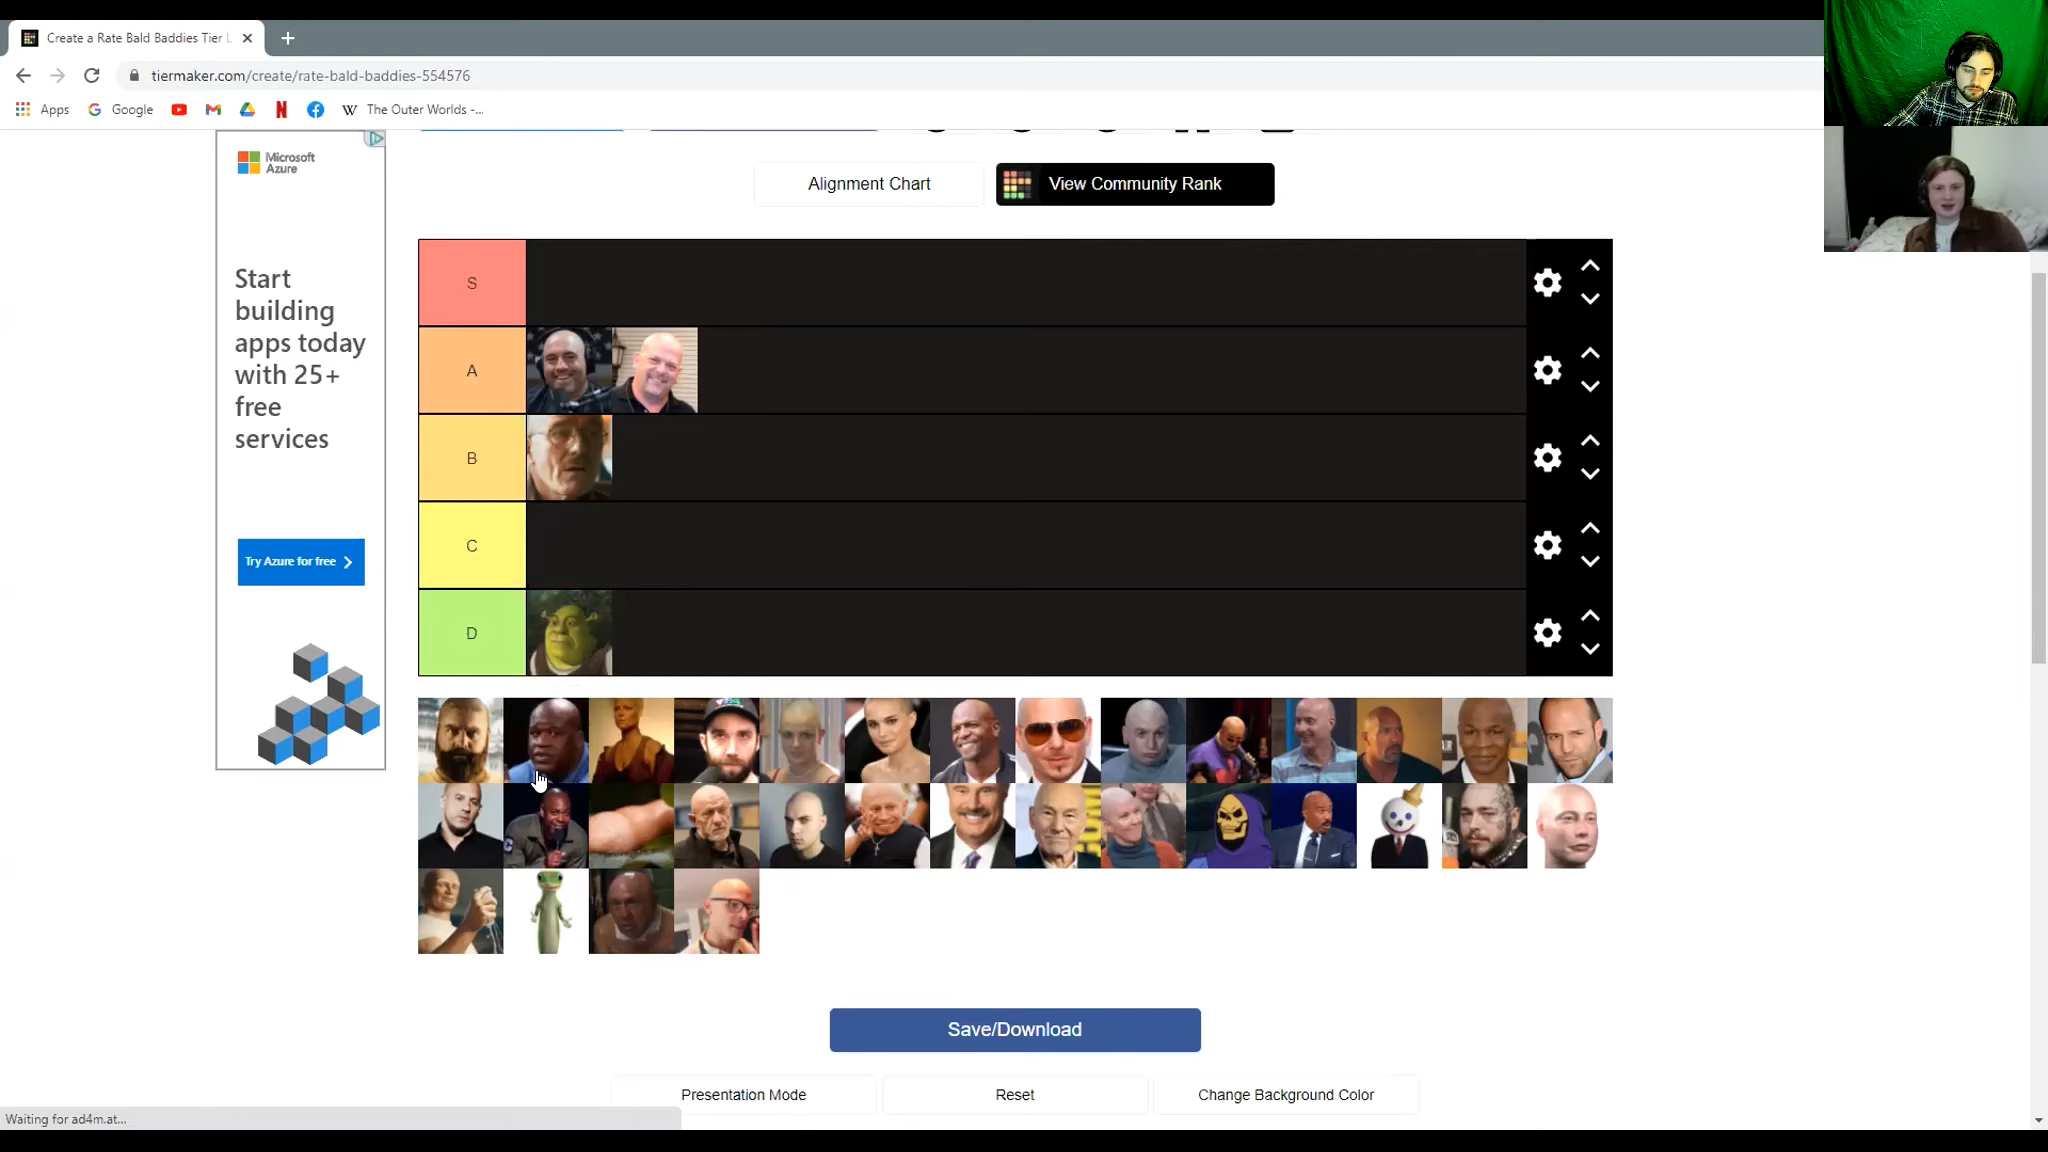 Create a Rate Bald Baddies Tier L
tiermaker.com/create/rate-bald-baddies-554576
Apps
Google
The Outer Worlds -...
Microsoft
Azure
Start
building
apps today
with 25+
free
services
Try Azure for free
Alignment Chart
View Community Rank
S
A
B
C
D
Save/Download
Presentation Mode
Reset
Change Background Color
Waiting for ad4m.at...